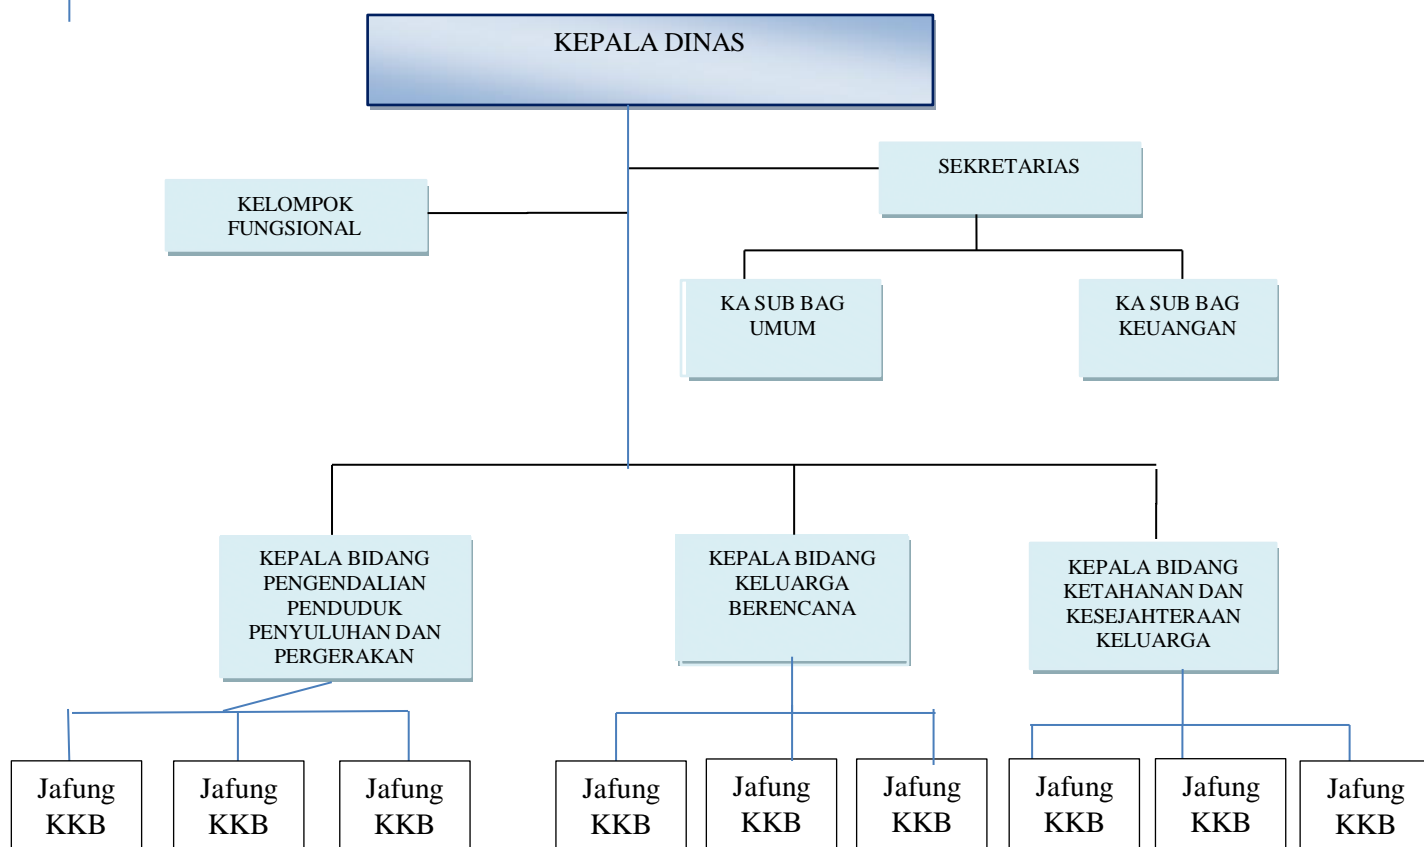 KEPALA DINAS
SEKRETARIAS
KELOMPOK
FUNGSIONAL
KA SUB BAG
UMUM
KA SUB BAG
KEUANGAN
KEPALA BIDANG
PENGENDALIAN
PENDUDUK
PENYULUHAN DAN
PERGERAKAN
KEPALA BIDANG
KELUARGA
BERENCANA
KEPALA BIDANG
KETAHANAN DAN
KESEJAHTERAAN
KELUARGA
Jafung
KKB
Jafung
KKB
Jafung
KKB
Jafung
KKB
Jafung
KKB
Jafung
KKB
Jafung
KKB
Jafung
KKB
Jafung
KKB